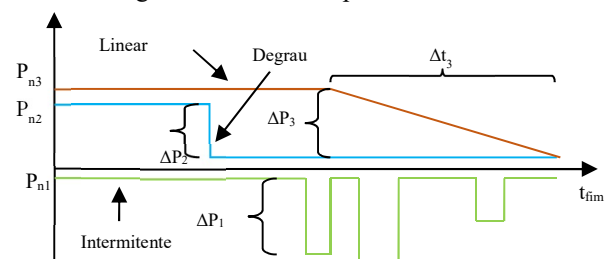 Linear
Degrau
Δt3
Pn3
Pn2
ΔP3
ΔP2
Pn1
tfim
ΔP1
Intermitente